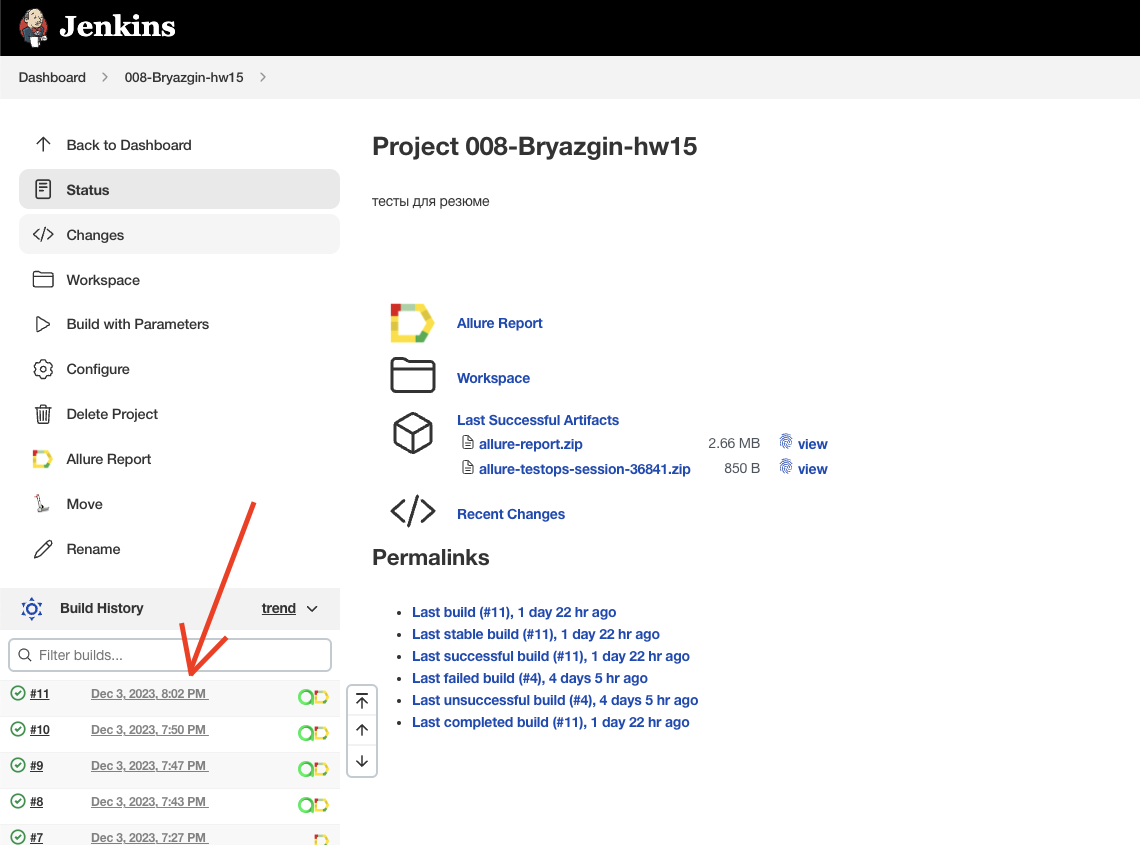 Jenkins
Dashboard
008-Bryazgin-hw15
Back to Dashboard
Status
Changes
Workspace
Build with Parameters
Configure
Delete Project
Allure Report
Move
Rename
Build History
trend
Filter builds...
#11 Dec 3, 2023, 8:02 PM
#10 Dec 3, 2023, 7:50 PM
#9 Dec 3, 2023, 7:47 PM
#8 Dec 3, 2023, 7:43 PM
#7 Dec 3, 2023, 7:27 PM
Project 008-Bryazgin-hw15
тесты для резюме
Allure Report
Workspace
Last Successful Artifacts
allure-report.zip 2.66 MB view
allure-testops-session-36841.zip 850 B view
Recent Changes
Permalinks
Last build (#11), 1 day 22 hr ago
Last stable build (#11), 1 day 22 hr ago
Last successful build (#11), 1 day 22 hr ago
Last failed build (#4), 4 days 5 hr ago
Last unsuccessful build (#4), 4 days 5 hr ago
Last completed build (#11), 1 day 22 hr ago